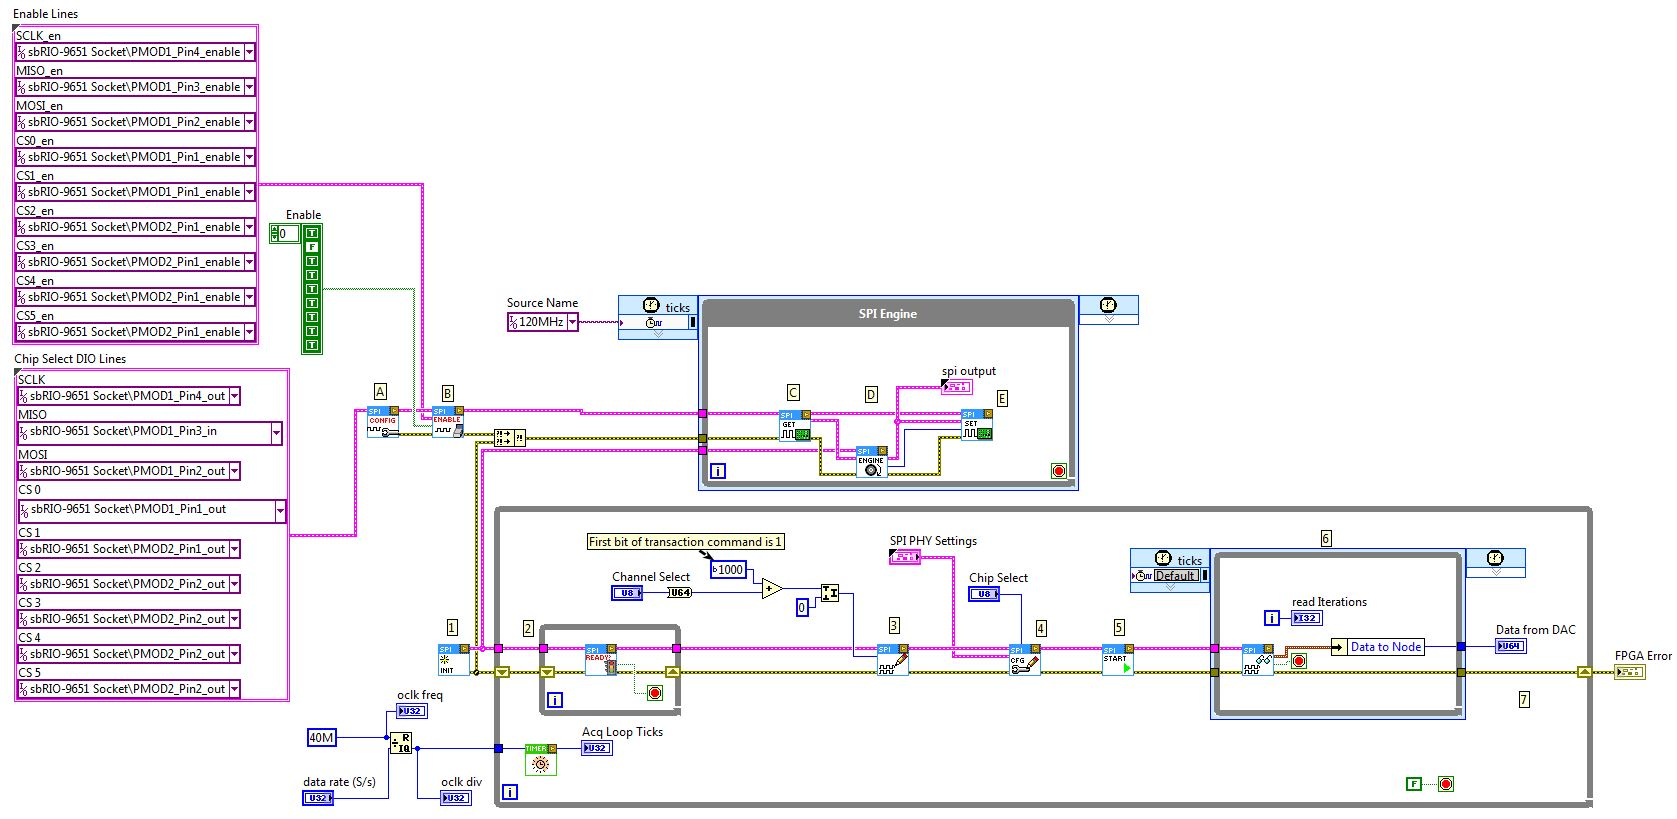 Enable Lines
SCLK_en
sbRIO-9651 Socket\PMOD1_Pin4_enable
MISO_en
sbRIO-9651 Socket\PMOD1_Pin3_enable
MOSI_en
sbRIO-9651 Socket\PMOD1_Pin2_enable
CS0_en
sbRIO-9651 Socket\PMOD1_Pin1_enable
CS1_en
sbRIO-9651 Socket\PMOD1_Pin1_enable
CS2_en
sbRIO-9651 Socket\PMOD2_Pin1_enable
CS3_en
sbRIO-9651 Socket\PMOD2_Pin1_enable
CS4_en
sbRIO-9651 Socket\PMOD2_Pin1_enable
CS5_en
sbRIO-9651 Socket\PMOD2_Pin1_enable
Enable
0
T
F
T
T
T
T
T
T
T
Chip Select DIO Lines
SCLK
sbRIO-9651 Socket\PMOD1_Pin4_out
MISO
sbRIO-9651 Socket\PMOD1_Pin3_in
MOSI
sbRIO-9651 Socket\PMOD1_Pin2_out
CS 0
sbRIO-9651 Socket\PMOD1_Pin1_out
CS 1
sbRIO-9651 Socket\PMOD2_Pin1_out
CS 2
sbRIO-9651 Socket\PMOD2_Pin2_out
CS 3
sbRIO-9651 Socket\PMOD2_Pin2_out
CS 4
sbRIO-9651 Socket\PMOD2_Pin2_out
CS 5
sbRIO-9651 Socket\PMOD2_Pin2_out
A
SPI
CONFIG
B
SPI
ENABLE
Source Name
120MHz
ticks
SPI Engine
C
SPI
GET
D
SPI
ENGINE
spi output
E
SPI
SET
i
First bit of transaction command is 1
b 1000
Channel Select
U8
U64
0
SPI PHY Settings
Chip Select
U8
1
SPI
INIT
2
SPI
READY?
i
3
SPI
4
SPI
CFG
5
SPI
START
6
ticks
Default
i
read Iterations
I32
SPI
Data to Node
Data from DAC
U64
FPGA Error
7
oclk freq
U32
40M
R
IQ
data rate (S/s)
U32
oclk div
U32
TIMER
Acq Loop Ticks
U32
i
F